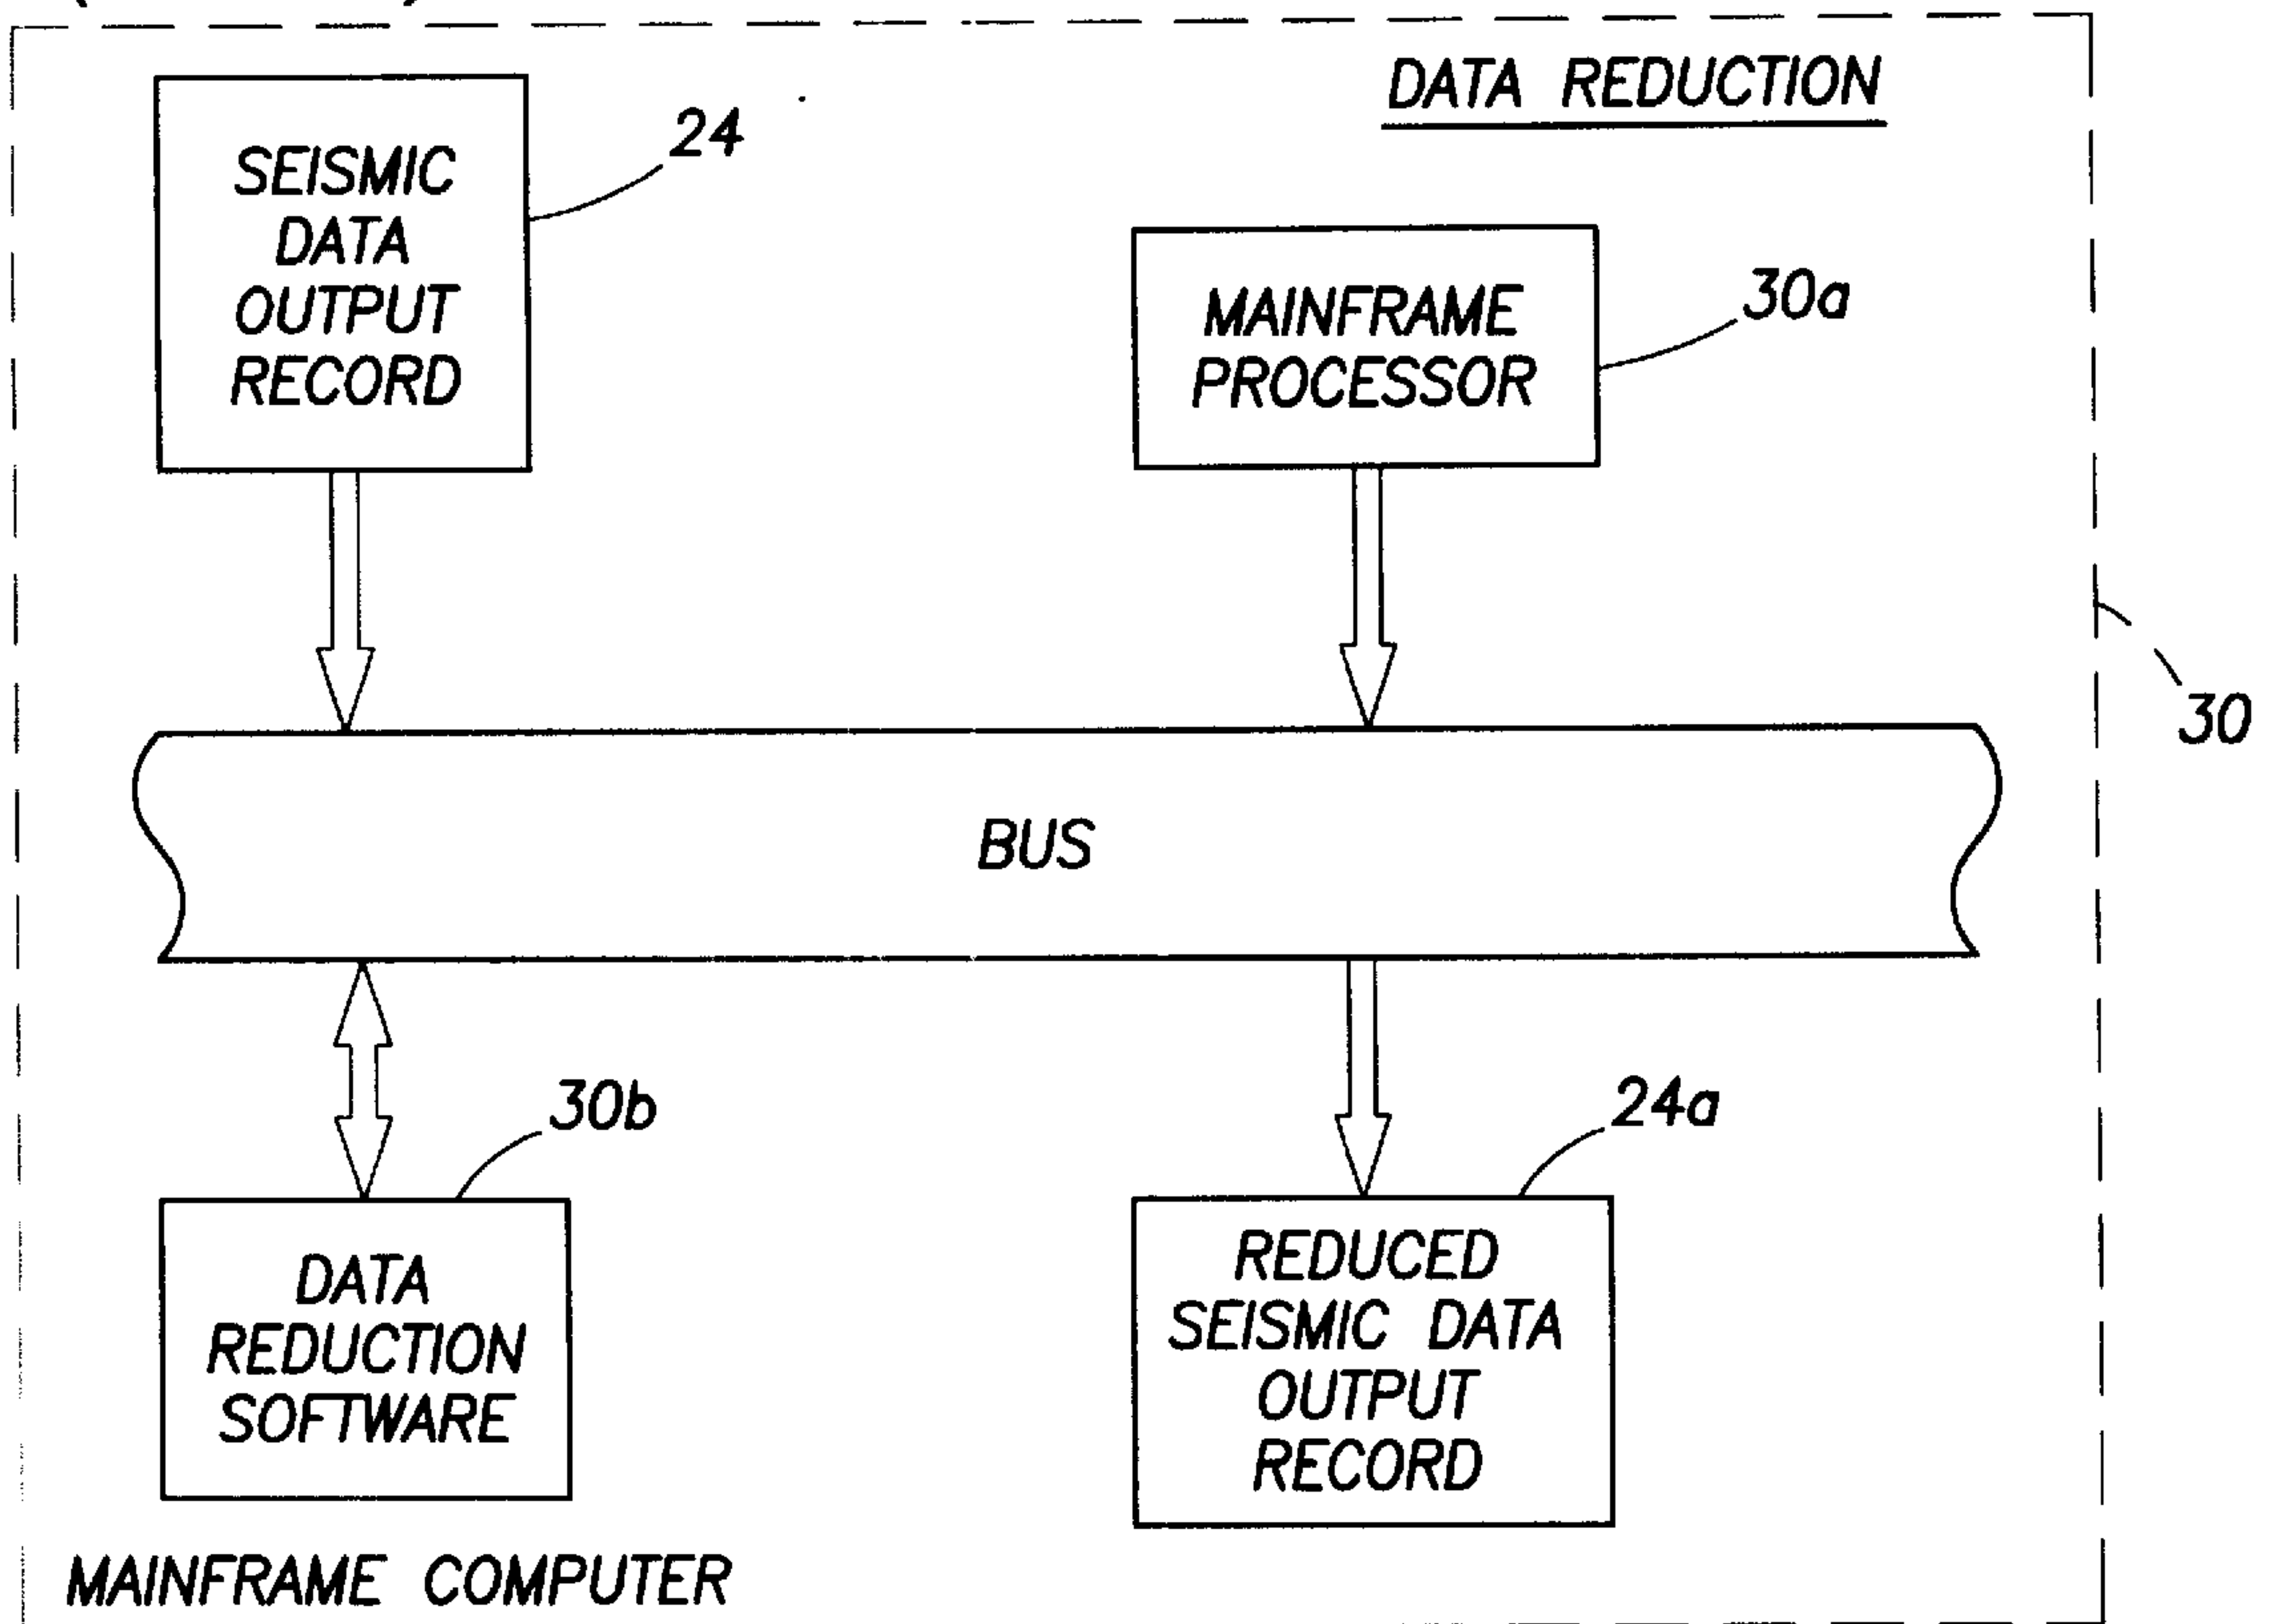 DATA REDUCTION
24
SEISMIC
DATA
OUTPUT
RECORD
30a
MAINFRAME
PROCESSOR
30
BUS
30b
24a
DATA
REDUCTION
SOFTWARE
REDUCED
SEISMIC DATA
OUTPUT
RECORD
MAINFRAME COMPUTER